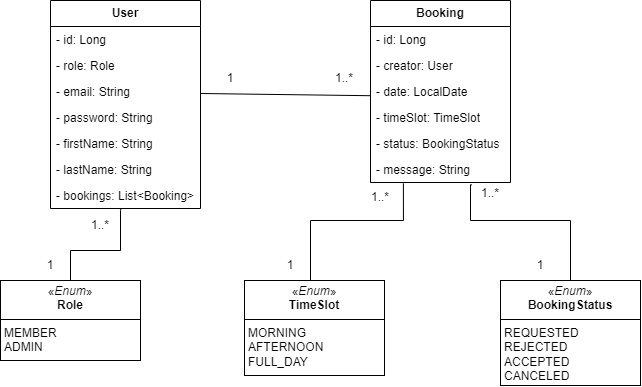 User
- id: Long
- role: Role
- email: String
- password: String
- firstName: String
- lastName: String
- bookings: List<Booking>
Booking
- id: Long
- creator: User
- date: LocalDate
- timeSlot: TimeSlot
- status: BookingStatus
- message: String
1
1..*
1..*
1
1..*
1
1..*
1
«Enum»
Role
MEMBER
ADMIN
«Enum»
TimeSlot
MORNING
AFTERNOON
FULL_DAY
«Enum»
BookingStatus
REQUESTED
REJECTED
ACCEPTED
CANCELED